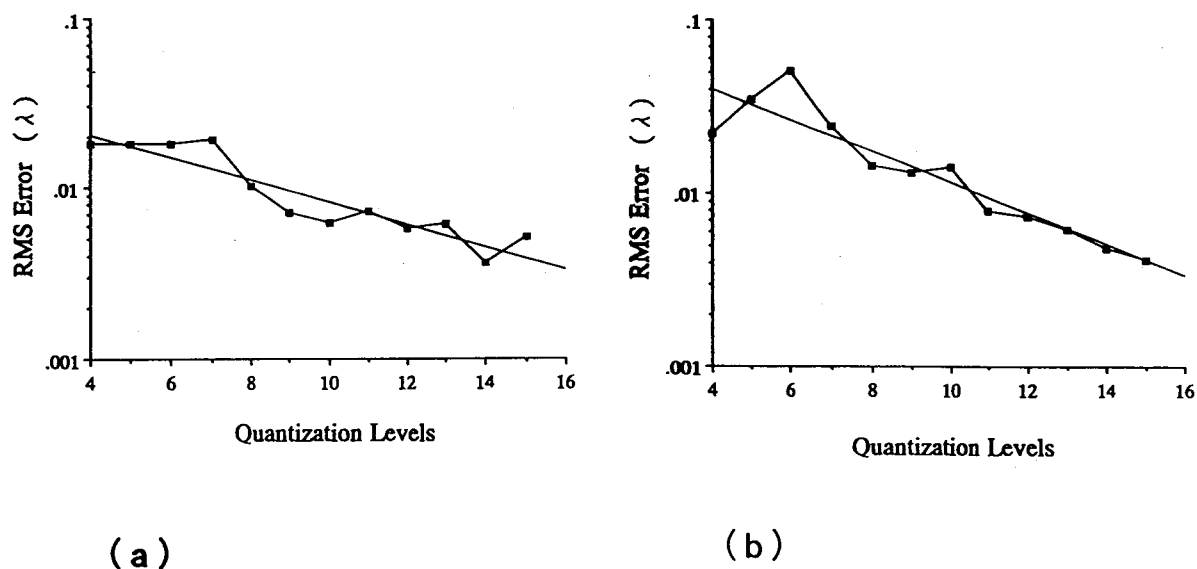 .1
.01
.001
RMS Error (λ)
4 6 8 10 12 14 16
Quantization Levels
(a)
.1
.01
.001
RMS Error (λ)
4 6 8 10 12 14 16
Quantization Levels
(b)